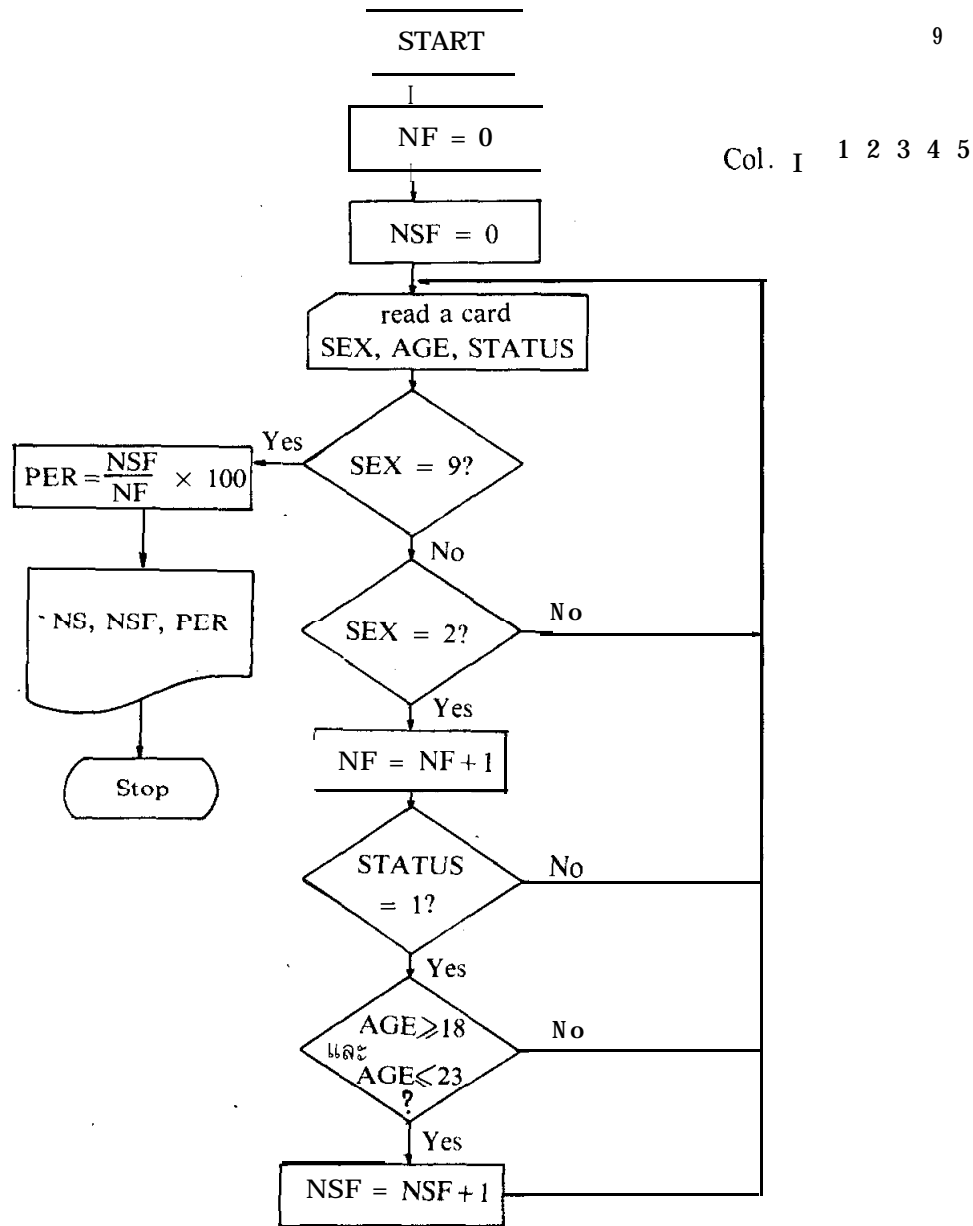 START
9
I
NF = 0
Col. I 1 2 3 4 5
NSF = 0
read a card
SEX, AGE, STATUS
Yes
PER = NSF/NF × 100
SEX = 9?
No
NS, NSF, PER
SEX = 2?
No
Yes
NF = NF+1
Stop
STATUS
= 1?
No
Yes
AGE⩾18
และ
AGE⩽23
?
No
Yes
NSF = NSF+1